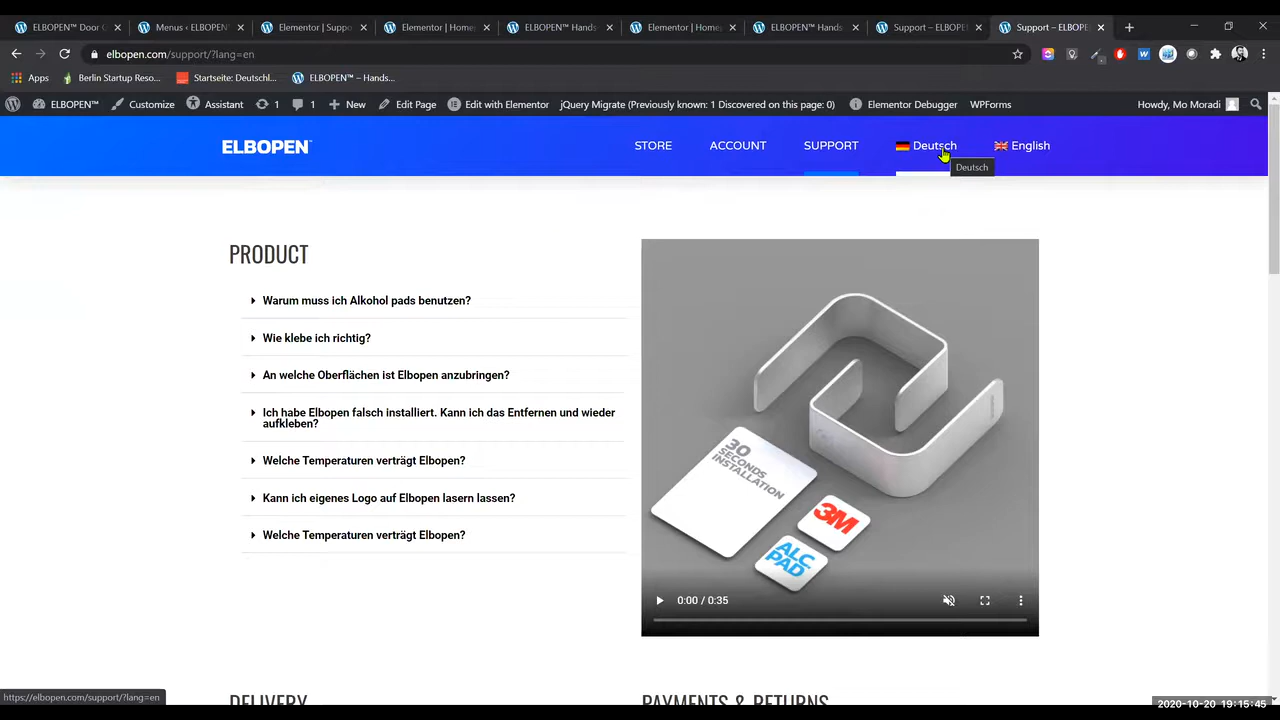 ELBOPEN™ Door
Menus ‹ ELBOPEN™
Elementor | Suppo
Elementor | Home
ELBOPEN™ Hands
Elementor | Home
ELBOPEN™ Hands
Support – ELBOPEN
Support – ELBOPE
elbopen.com/support/?lang=en
Apps
Berlin Startup Reso...
Startseite: Deutschl...
ELBOPEN™ – Hands...
ELBOPEN™
Customize
Assistant
1
1
New
Edit Page
Edit with Elementor
jQuery Migrate (Previously known: 1 Discovered on this page: 0)
Elementor Debugger
WPForms
Howdy, Mo Moradi
ELBOPEN™
STORE
ACCOUNT
SUPPORT
Deutsch
English
Deutsch
PRODUCT
Warum muss ich Alkohol pads benutzen?
Wie klebe ich richtig?
An welche Oberflächen ist Elbopen anzubringen?
Ich habe Elbopen falsch installiert. Kann ich das Entfernen und wieder
aufkleben?
Welche Temperaturen verträgt Elbopen?
Kann ich eigenes Logo auf Elbopen lasern lassen?
Welche Temperaturen verträgt Elbopen?
30
SECONDS
INSTALLATION
3M
ALC
PAD
0:00 / 0:35
DELIVERY
PAYMENTS & RETURNS
https://elbopen.com/support/?lang=en
2020-10-20 19:15:45